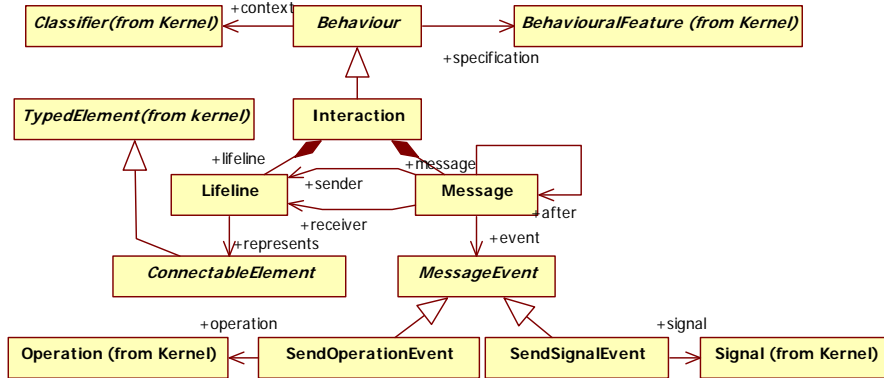 Classifier(from Kernel)
+context
Behaviour
BehaviouralFeature (from Kernel)
+specification
TypedElement(from kernel)
Interaction
+lifeline
+message
Lifeline
+sender
Message
+receiver
+after
+represents
+event
ConnectableElement
MessageEvent
+operation
+signal
Operation (from Kernel)
SendOperationEvent
SendSignalEvent
Signal (from Kernel)